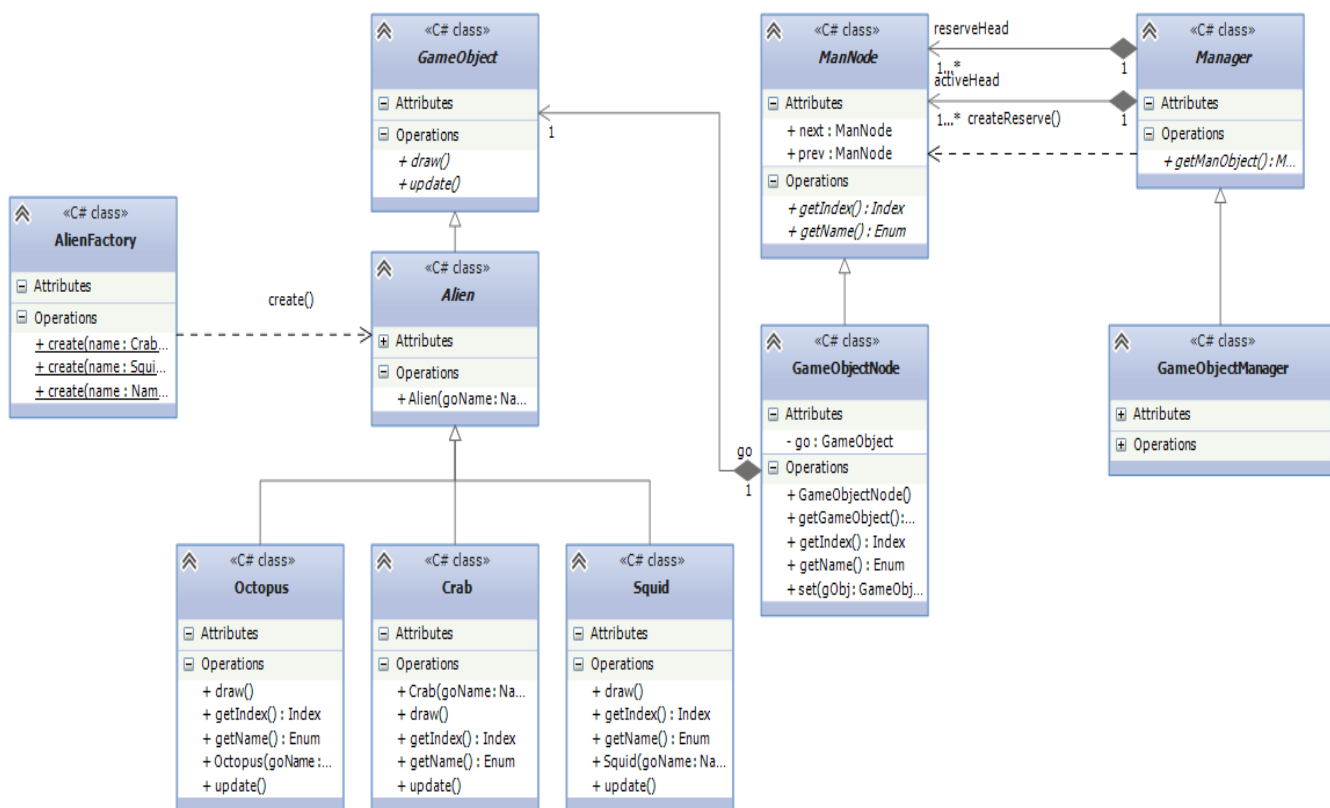 «C# class»
GameObject
Attributes
Operations
+ draw()
+ update()
«C# class»
ManNode
Attributes
+ next : ManNode
+ prev : ManNode
Operations
+ getIndex() : Index
+ getName() : Enum
reserveHead
1...*
1
activeHead
1...*
1
createReserve()
«C# class»
Manager
Attributes
Operations
+ getManObject() : M...
1
«C# class»
AlienFactory
Attributes
Operations
+ create(name : Crab...
+ create(name : Squi...
+ create(name : Nam...
create()
«C# class»
Alien
Attributes
Operations
+ Alien(goName: Na...
«C# class»
GameObjectNode
Attributes
- go : GameObject
Operations
+ GameObjectNode()
+ getGameObject():...
+ getIndex() : Index
+ getName() : Enum
+ set(gObj: GameObj...
go
1
«C# class»
GameObjectManager
Attributes
Operations
«C# class»
Octopus
Attributes
Operations
+ draw()
+ getIndex() : Index
+ getName() : Enum
+ Octopus(goName :...
+ update()
«C# class»
Crab
Attributes
Operations
+ Crab(goName: Na...
+ draw()
+ getIndex() : Index
+ getName() : Enum
+ update()
«C# class»
Squid
Attributes
Operations
+ draw()
+ getIndex() : Index
+ getName() : Enum
+ Squid(goName: Na...
+ update()